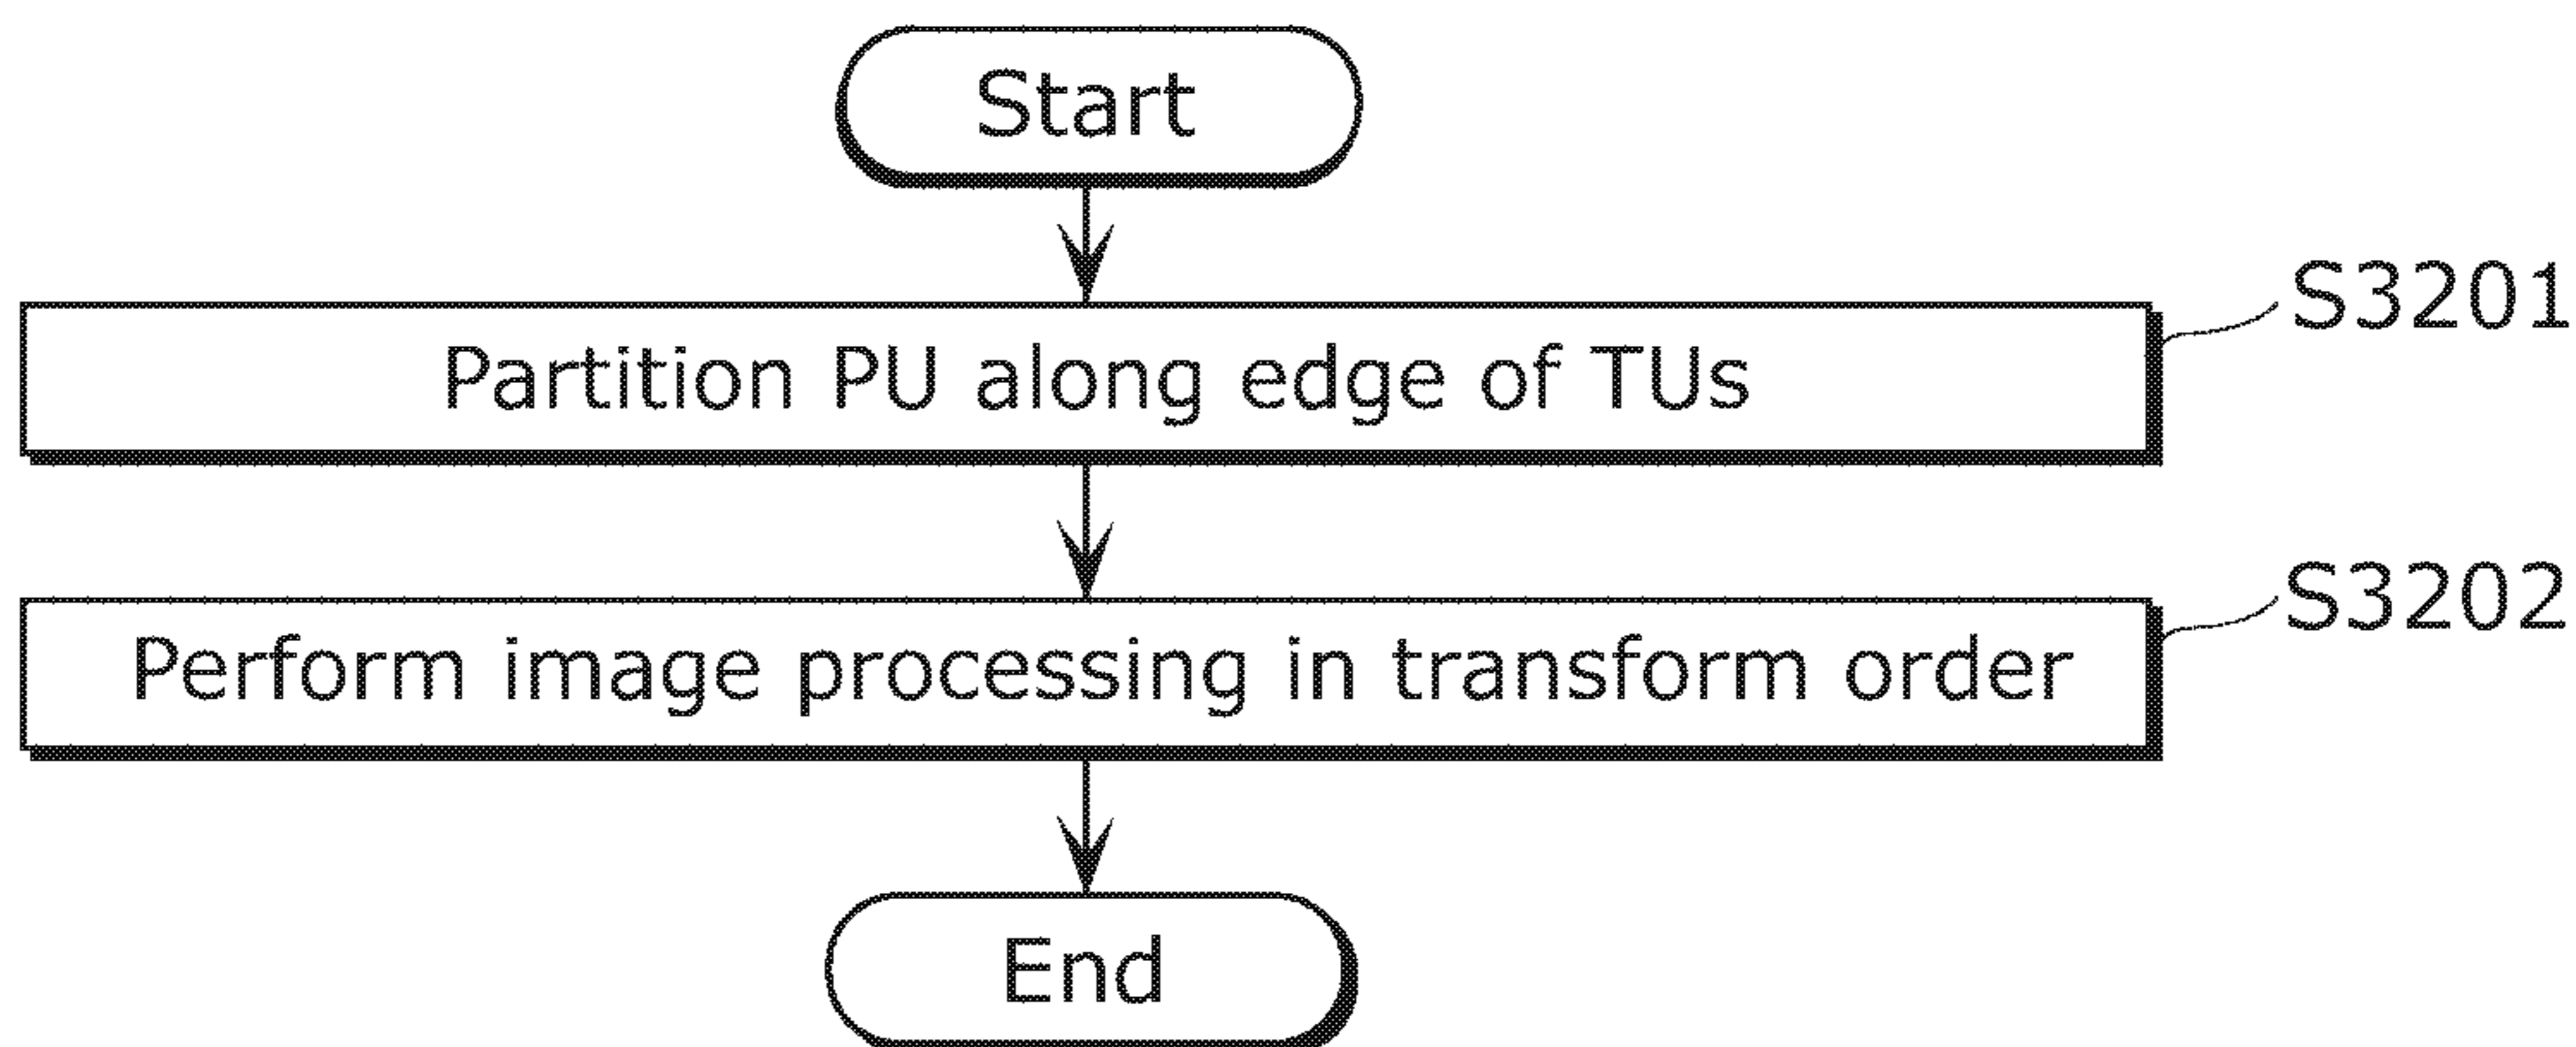 Start
S3201
Partition PU along edge of TUs
S3202
Perform image processing in transform order
End